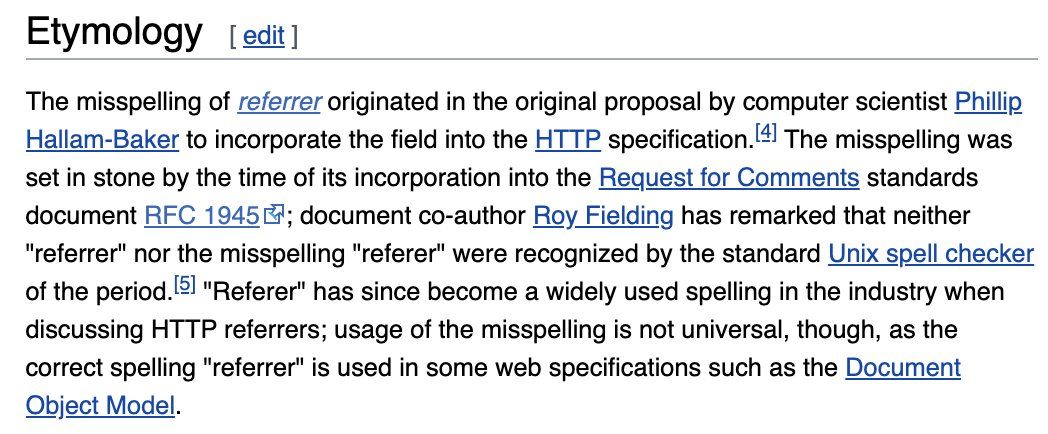 Etymology [ edit ]
The misspelling of referrer originated in the original proposal by computer scientist Phillip
Hallam-Baker to incorporate the field into the HTTP specification.[4] The misspelling was
set in stone by the time of its incorporation into the Request for Comments standards
document RFC 1945; document co-author Roy Fielding has remarked that neither
"referrer" nor the misspelling "referer" were recognized by the standard Unix spell checker
of the period.[5] "Referer" has since become a widely used spelling in the industry when
discussing HTTP referrers; usage of the misspelling is not universal, though, as the
correct spelling "referrer" is used in some web specifications such as the Document
Object Model.